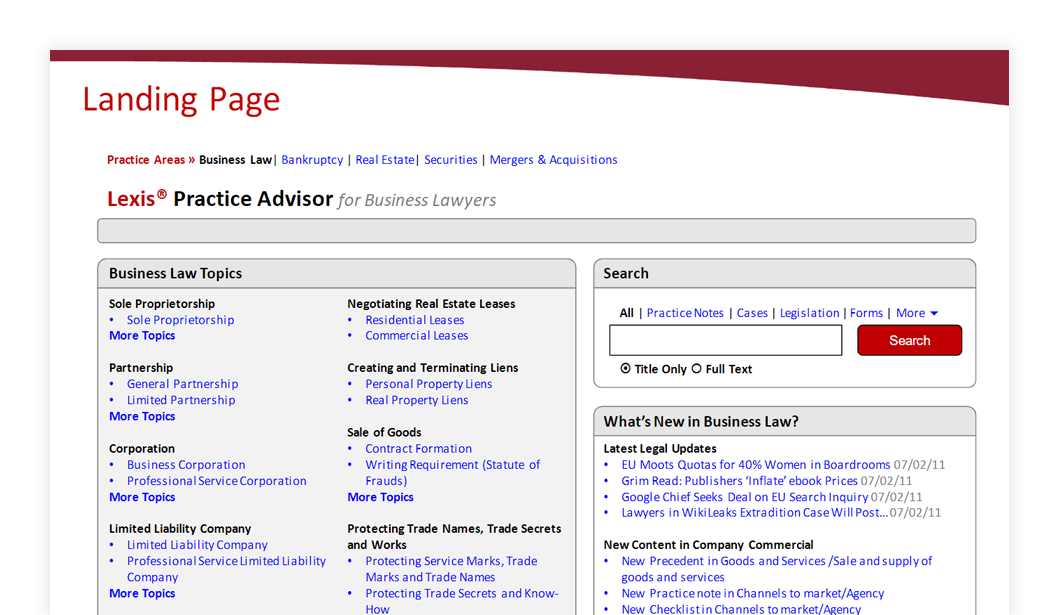 Landing Page
Practice Areas » Business Law| Bankruptcy | Real Estate| Securities | Mergers & Acquisitions
Lexis® Practice Advisor for Business Lawyers
Business Law Topics
Sole Proprietorship
• Sole Proprietorship
More Topics
Partnership
• General Partnership
• Limited Partnership
More Topics
Corporation
• Business Corporation
• Professional Service Corporation
More Topics
Limited Liability Company
• Limited Liability Company
• Professional Service Limited Liability
Company
More Topics
Negotiating Real Estate Leases
• Residential Leases
• Commercial Leases
Creating and Terminating Liens
• Personal Property Liens
• Real Property Liens
Sale of Goods
• Contract Formation
• Writing Requirement (Statute of
Frauds)
More Topics
Protecting Trade Names, Trade Secrets
and Works
• Protecting Service Marks, Trade
Marks and Trade Names
• Protecting Trade Secrets and Know-
How
Search
All | Practice Notes | Cases | Legislation | Forms | More
Search
Title Only Full Text
What's New in Business Law?
Latest Legal Updates
• EU Moots Quotas for 40% Women in Boardrooms 07/02/11
• Grim Read: Publishers ‘Inflate’ ebook Prices 07/02/11
• Google Chief Seeks Deal on EU Search Inquiry 07/02/11
• Lawyers in WikiLeaks Extradition Case Will Post... 07/02/11
New Content in Company Commercial
• New Precedent in Goods and Services /Sale and supply of
goods and services
• New Practice note in Channels to market/Agency
• New Checklist in Channels to market/Agency